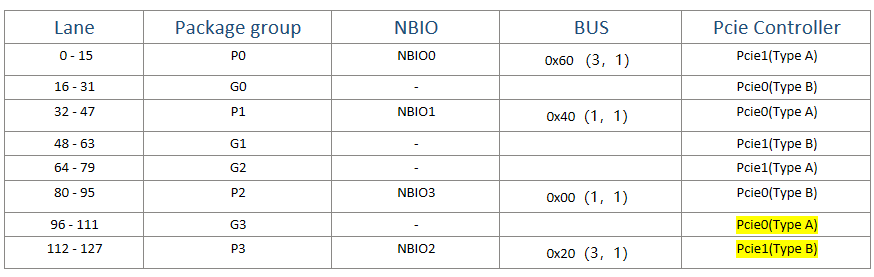 Lane Package group NBIO BUS Pcie Controller
0 - 15 P0 NBIO0 0x60（3，1） Pcie1(Type A)
16 - 31 G0 - Pcie0(Type B)
32 - 47 P1 NBIO1 0x40（1，1） Pcie0(Type A)
48 - 63 G1 - Pcie1(Type B)
64 - 79 G2 - Pcie1(Type A)
80 - 95 P2 NBIO3 0x00（1，1） Pcie0(Type B)
96 - 111 G3 - Pcie0(Type A)
112 - 127 P3 NBIO2 0x20（3，1） Pcie1(Type B)